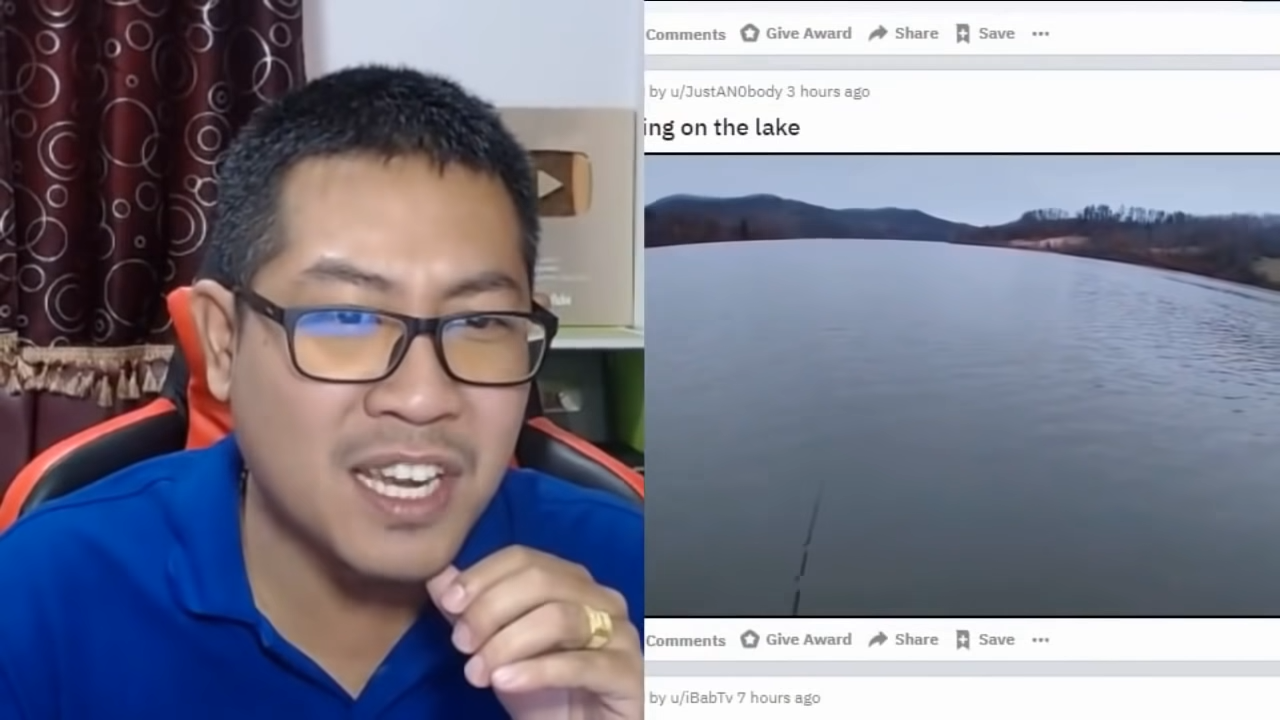 Comments Give Award Share Save
by u/JustAN0body 3 hours ago
ing on the lake
Comments Give Award Share Save
by u/iBabTv 7 hours ago